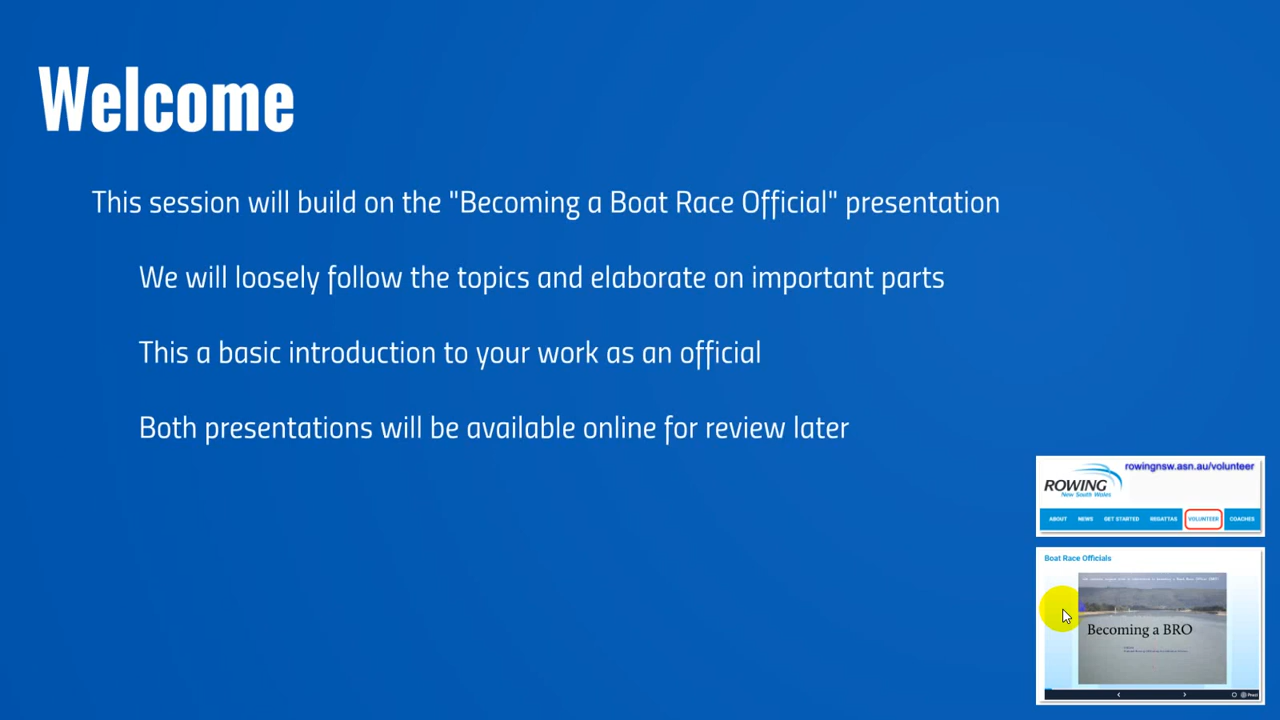 Welcome
This session will build on the "Becoming a Boat Race Official" presentation
We will loosely follow the topics and elaborate on important parts
This a basic introduction to your work as an official
Both presentations will be available online for review later
rowingnsw.asn.au/volunteer
ROWING
New South Wales
ABOUT NEWS GET STARTED REGATTAS VOLUNTEER COACHES
Boat Race Officials
Becoming a BRO
Prezi